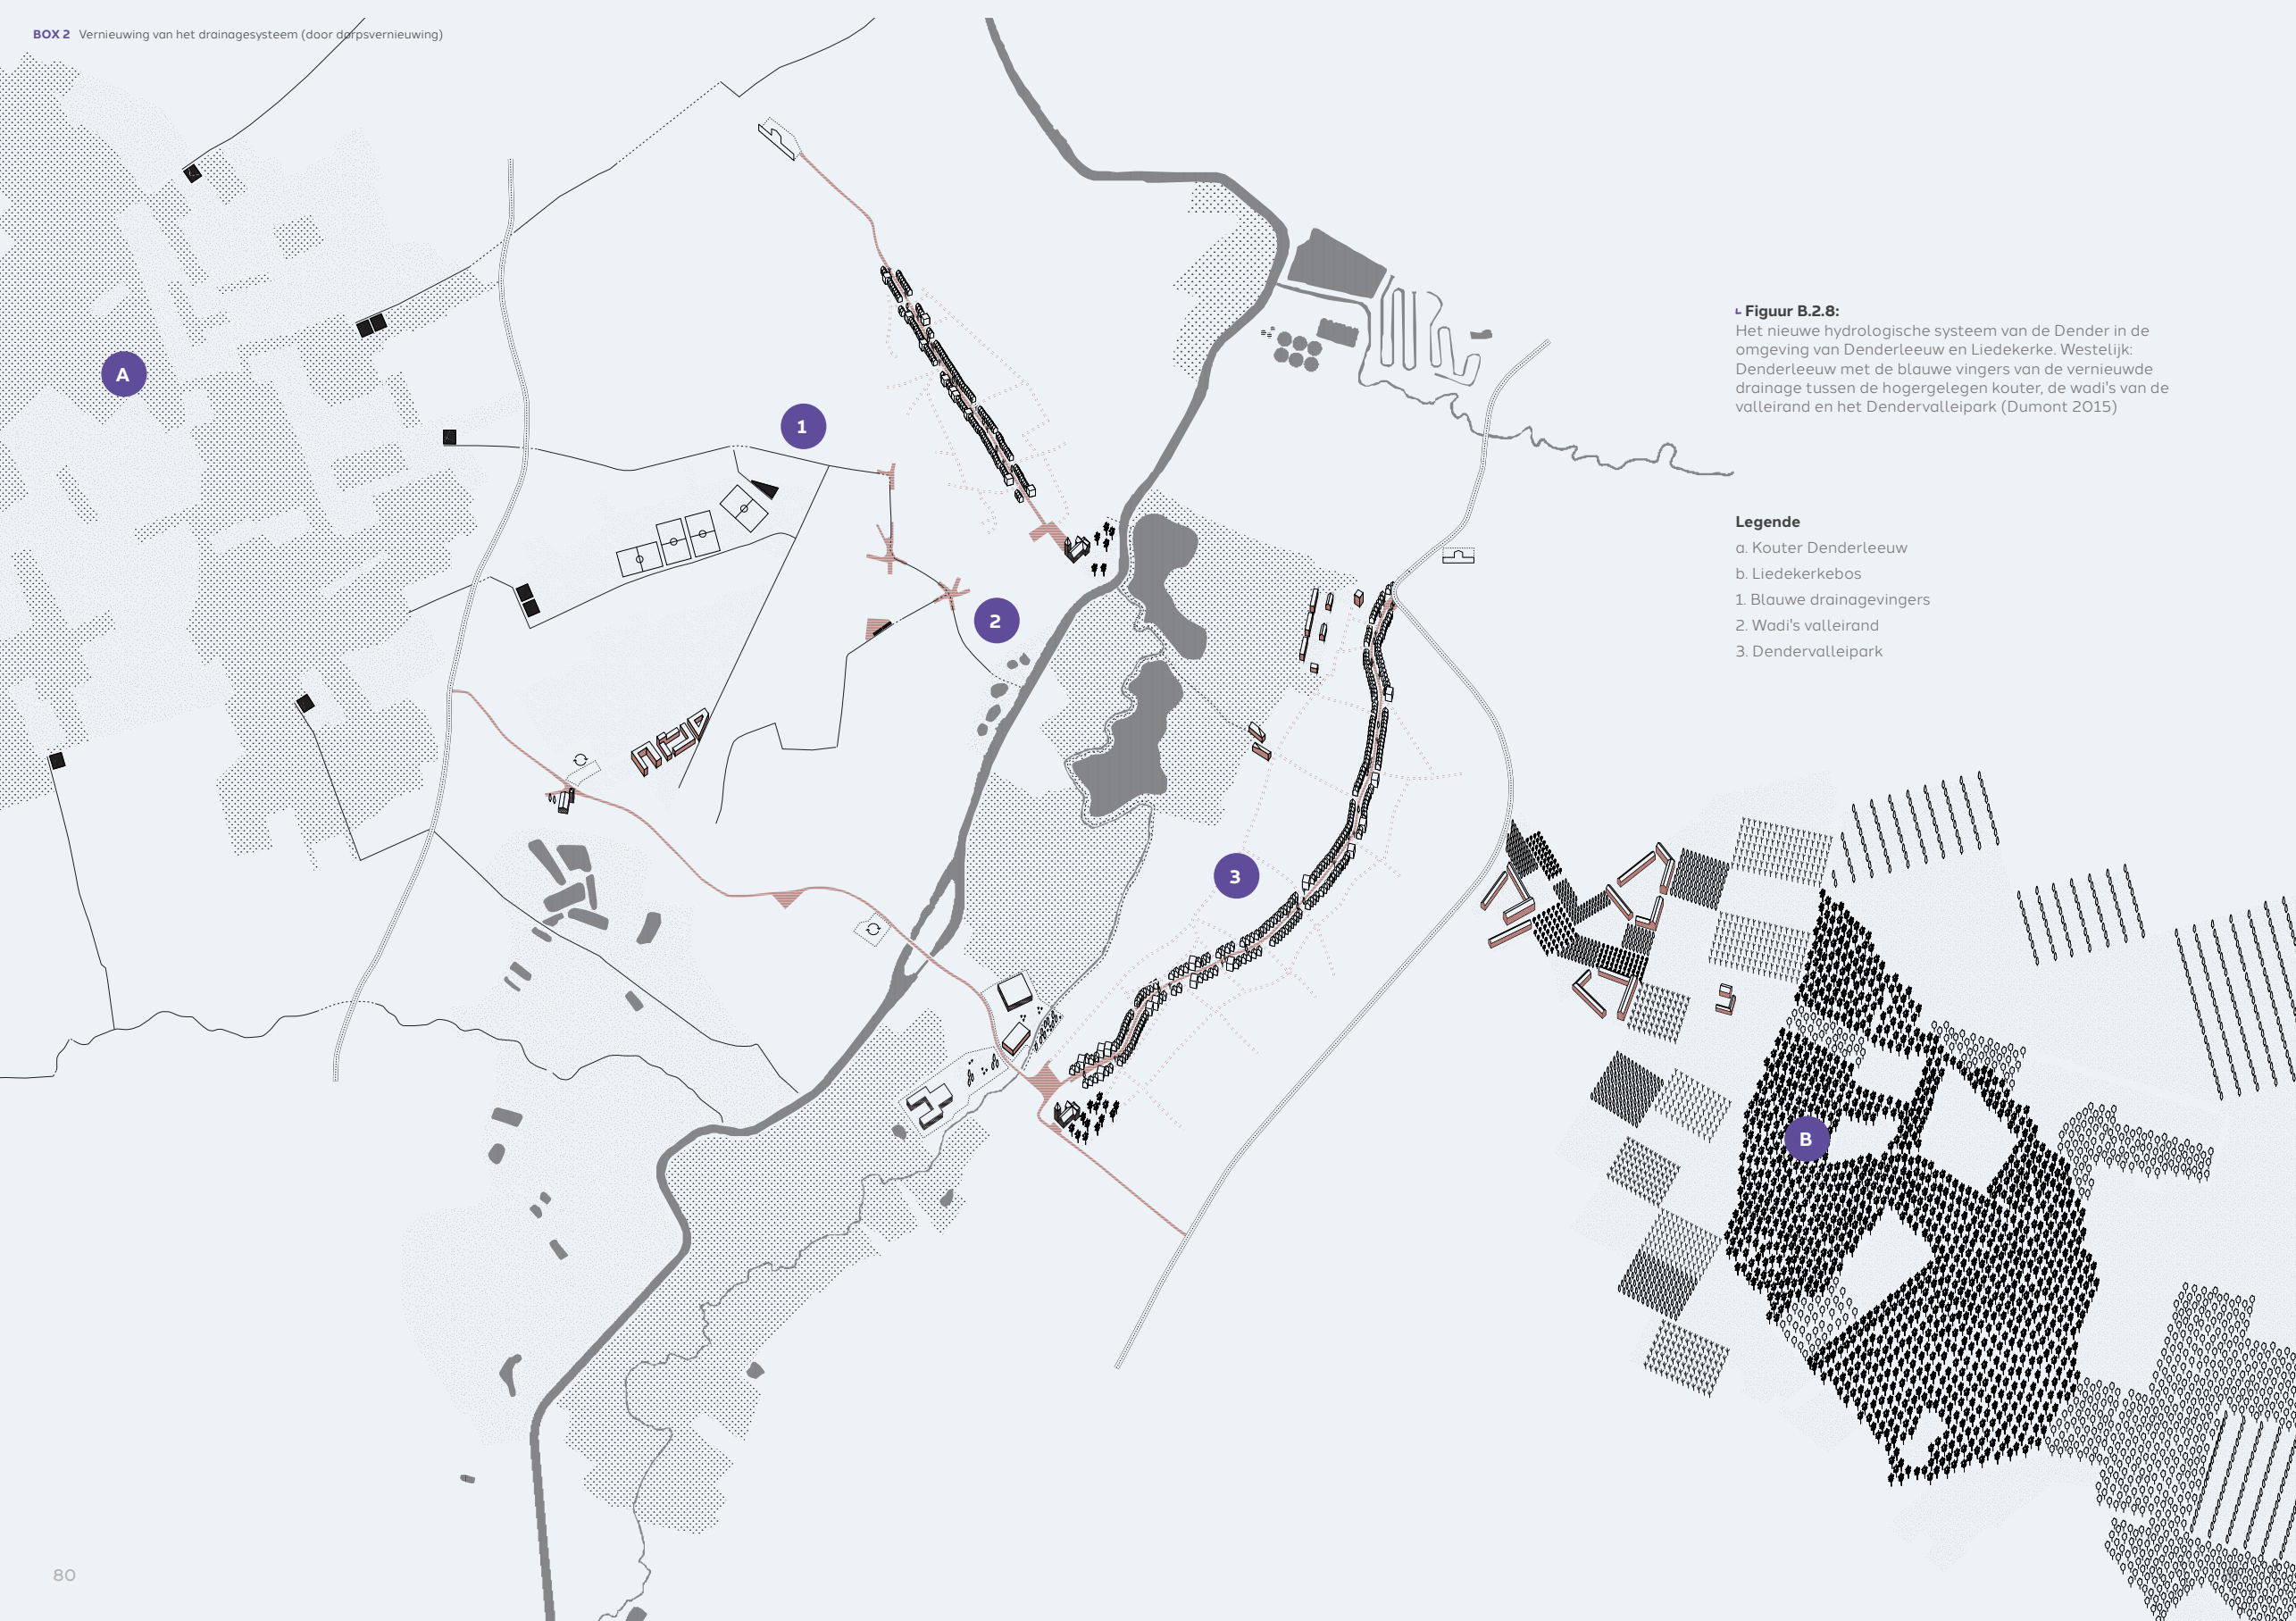 BOX 2 Vernieuwing van het drainagesysteem (door dorpsvernieuwing)
A
1
2
3
B
Figuur B.2.8:
Het nieuwe hydrologische systeem van de Dender in de
omgeving van Denderleeuw en Liedekerke. Westelijk:
Denderleeuw met de blauwe vingers van de vernieuwde
drainage tussen de hogergelegen kouter, de wadi's van de
valleirand en het Dendervalleipark (Dumont 2015)
Legende
a. Kouter Denderleeuw
b. Liedekerkebos
1. Blauwe drainagevingers
2. Wadi's valleirand
3. Dendervalleipark
80